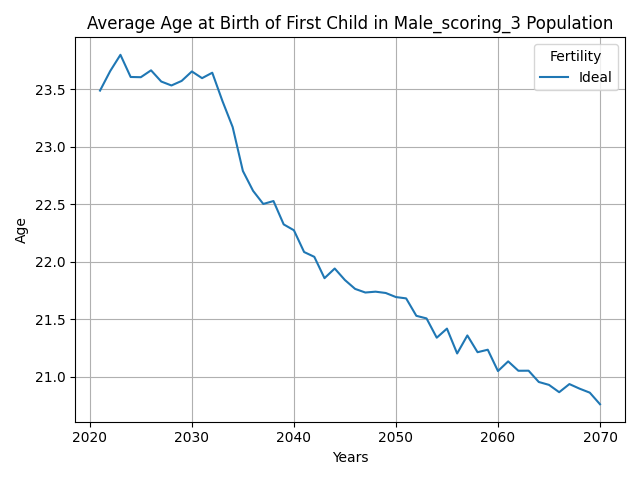 Average Age at Birth of First Child in Male_scoring_3 Population
Fertility
Ideal
23.5
23.0
22.5
22.0
21.5
21.0
Age
2020 2030 2040 2050 2060 2070
Years